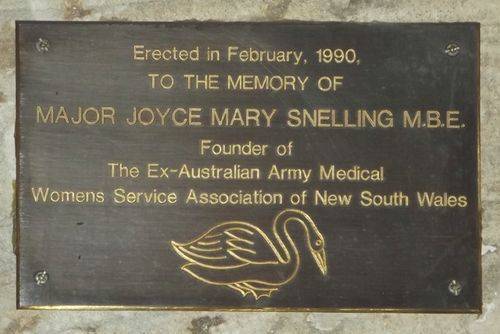 Erected in February, 1990,
TO THE MEMORY OF
MAJOR JOYCE MARY SNELLING M.B.E.
Founder of
The Ex-Australian Army Medical
Womens Service Association of New South Wales